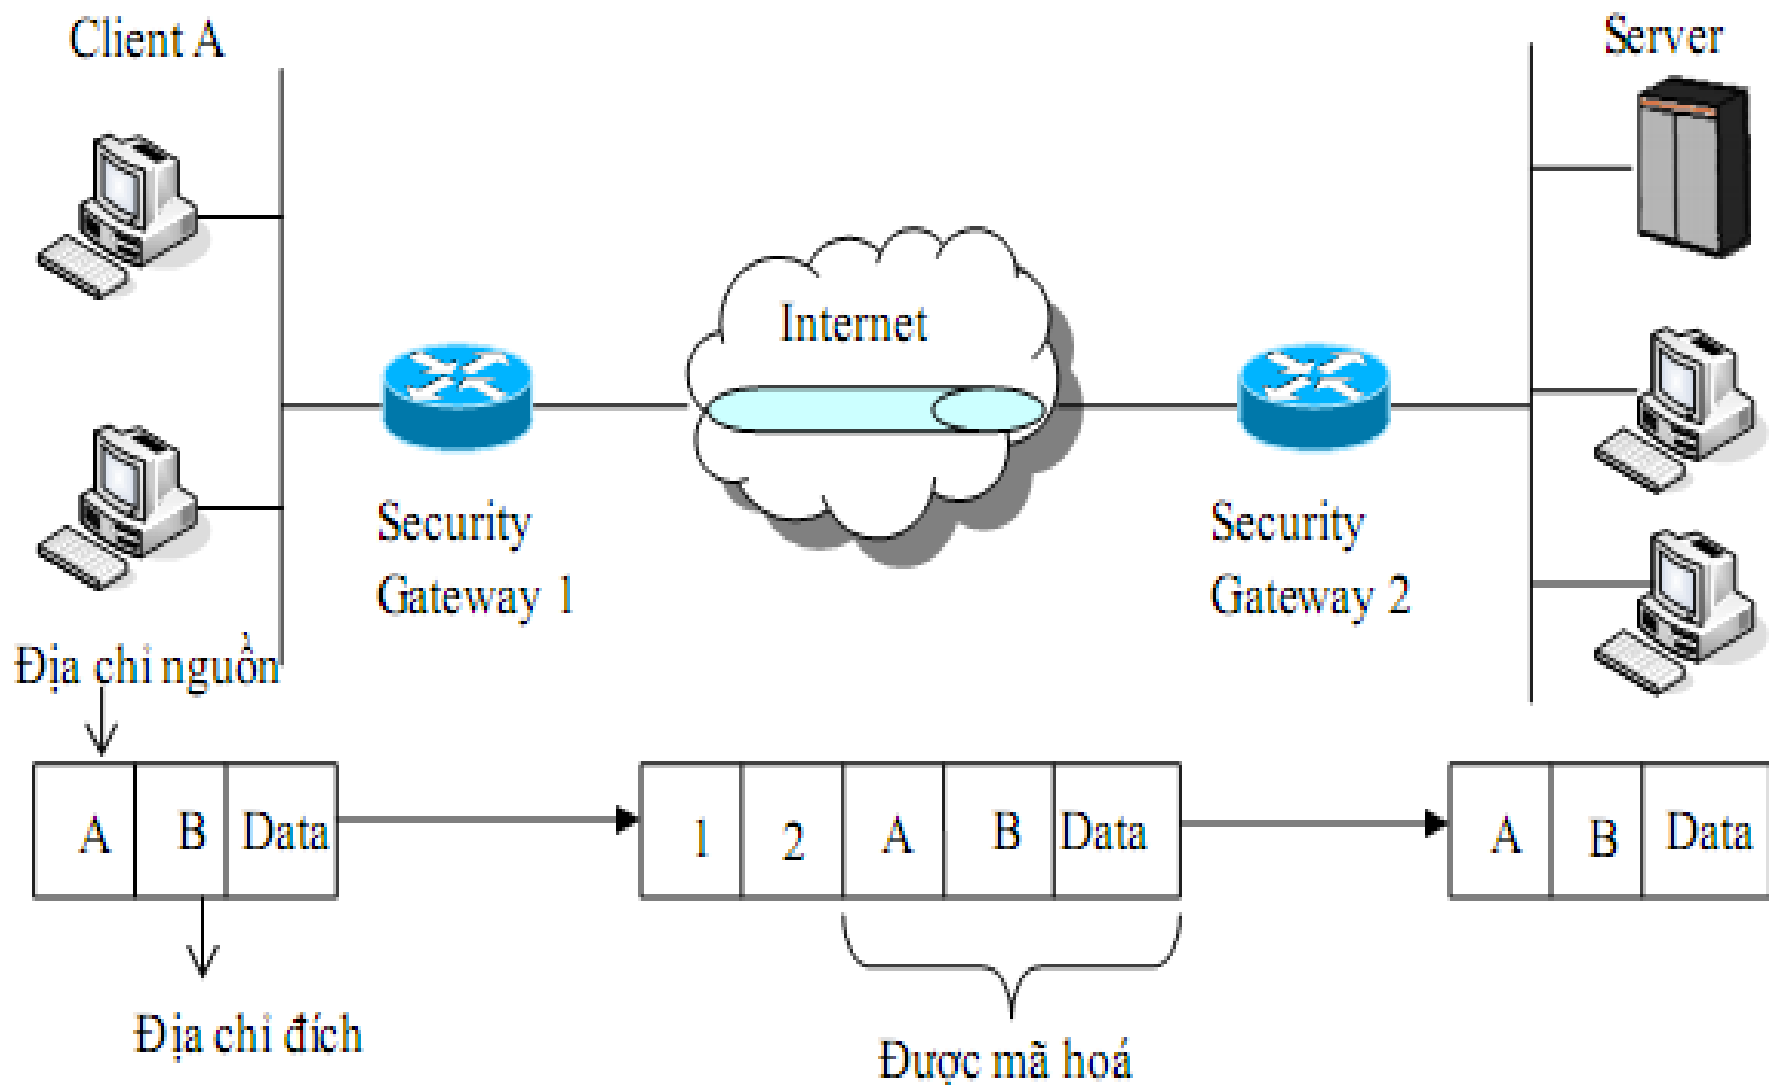 Client A
Server
Internet
Security
Gateway 1
Security
Gateway 2
Địa chỉ nguồn
A B Data
1 2 A B Data
A B Data
Địa chỉ đích
Được mã hoá